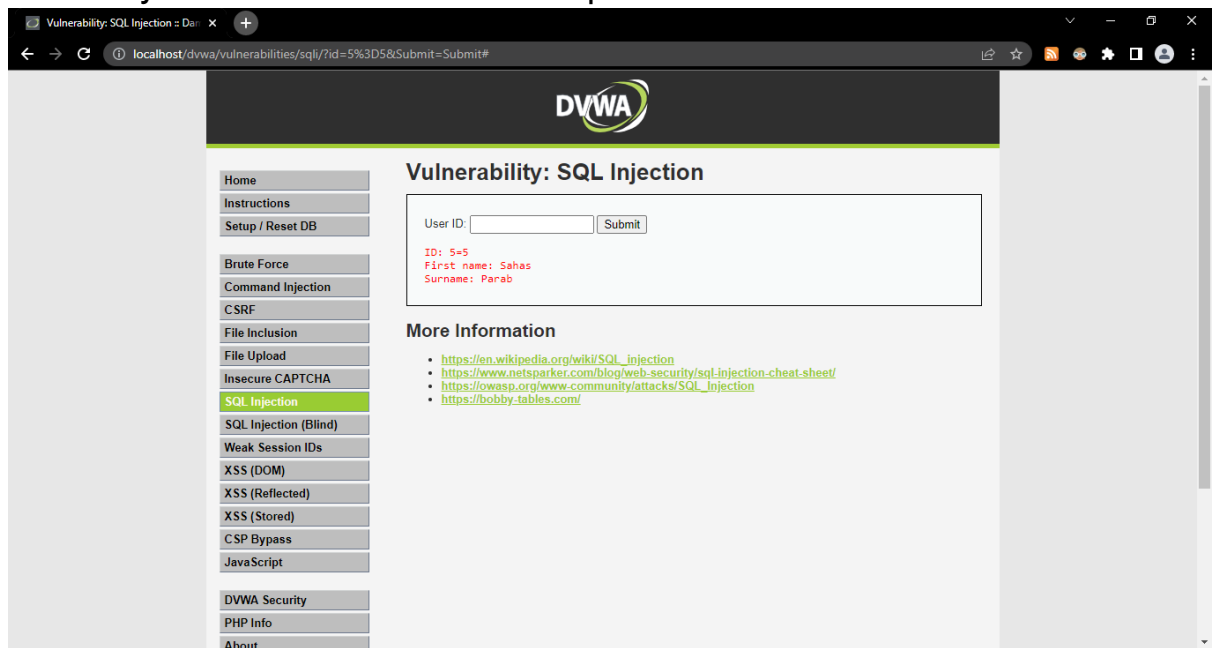 Vulnerability: SQL Injection :: Dam
localhost/dvwa/vulnerabilities/sqli/?id=5%3D5&Submit=Submit#
DVWA
Home
Instructions
Setup / Reset DB
Brute Force
Command Injection
CSRF
File Inclusion
File Upload
Insecure CAPTCHA
SQL Injection
SQL Injection (Blind)
Weak Session IDs
XSS (DOM)
XSS (Reflected)
XSS (Stored)
CSP Bypass
JavaScript
DVWA Security
PHP Info
About
Vulnerability: SQL Injection
User ID: Submit
ID: 5=5
First name: Sahas
Surname: Parab
More Information
https://en.wikipedia.org/wiki/SQL_injection
https://www.netsparker.com/blog/web-security/sql-injection-cheat-sheet/
https://owasp.org/www-community/attacks/SQL_Injection
https://bobby-tables.com/